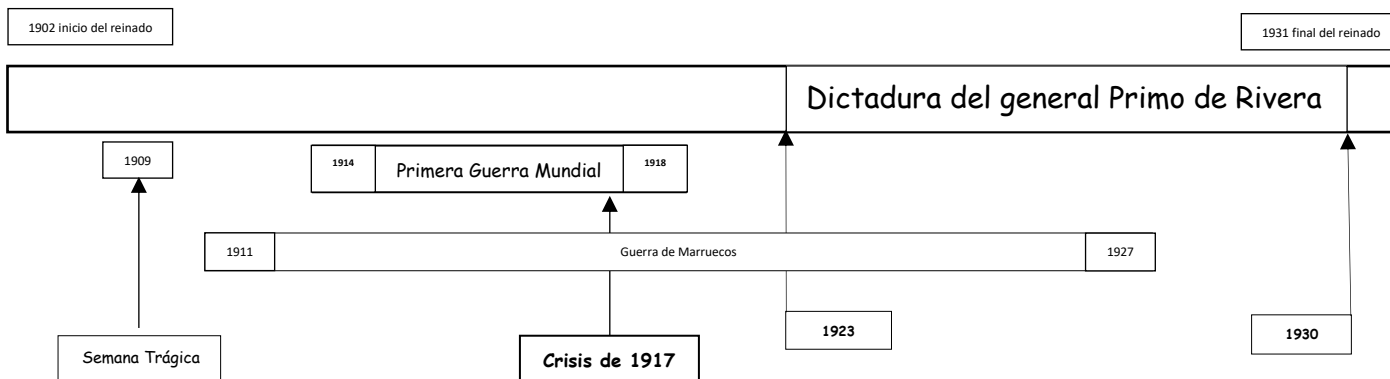 1902 inicio del reinado
1931 final del reinado
Dictadura del general Primo de Rivera
1909
1914
Primera Guerra Mundial
1918
1911
Guerra de Marruecos
1927
1923
1930
Semana Trágica
Crisis de 1917